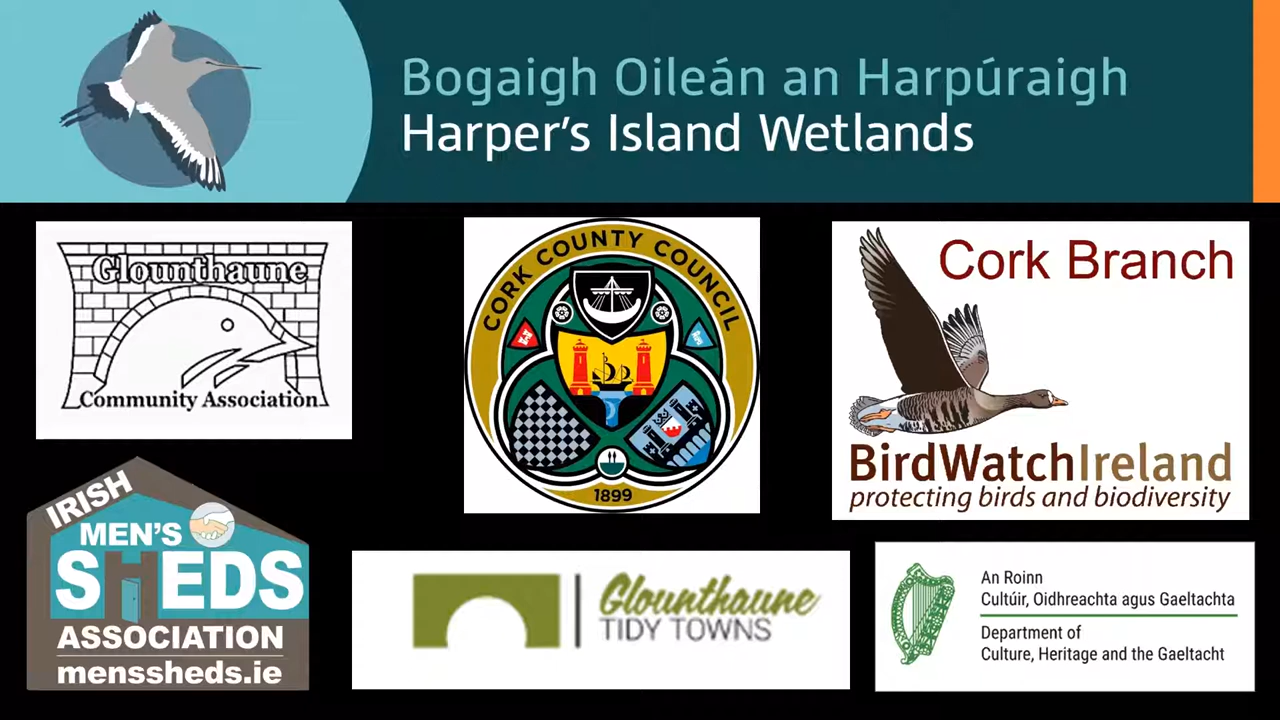 Bogaigh Oileán an Harpúraigh
Harper's Island Wetlands
Glounthaune
Community Association
CORK COUNTY COUNCIL
1899
Cork Branch
BirdWatchIreland
protecting birds and biodiversity
IRISH
MEN'S
SHEDS
ASSOCIATION
menssheds.ie
Glounthaune
TIDY TOWNS
An Roinn
Cultúir, Oidhreachta agus Gaeltachta
Department of
Culture, Heritage and the Gaeltacht